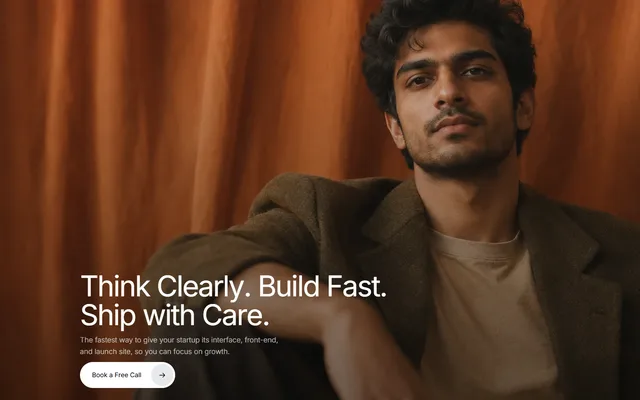 Think Clearly. Build Fast.
Ship with Care.
The fastest way to give your startup its interface, front-end,
and launch site, so you can focus on growth.
Book a Free Call